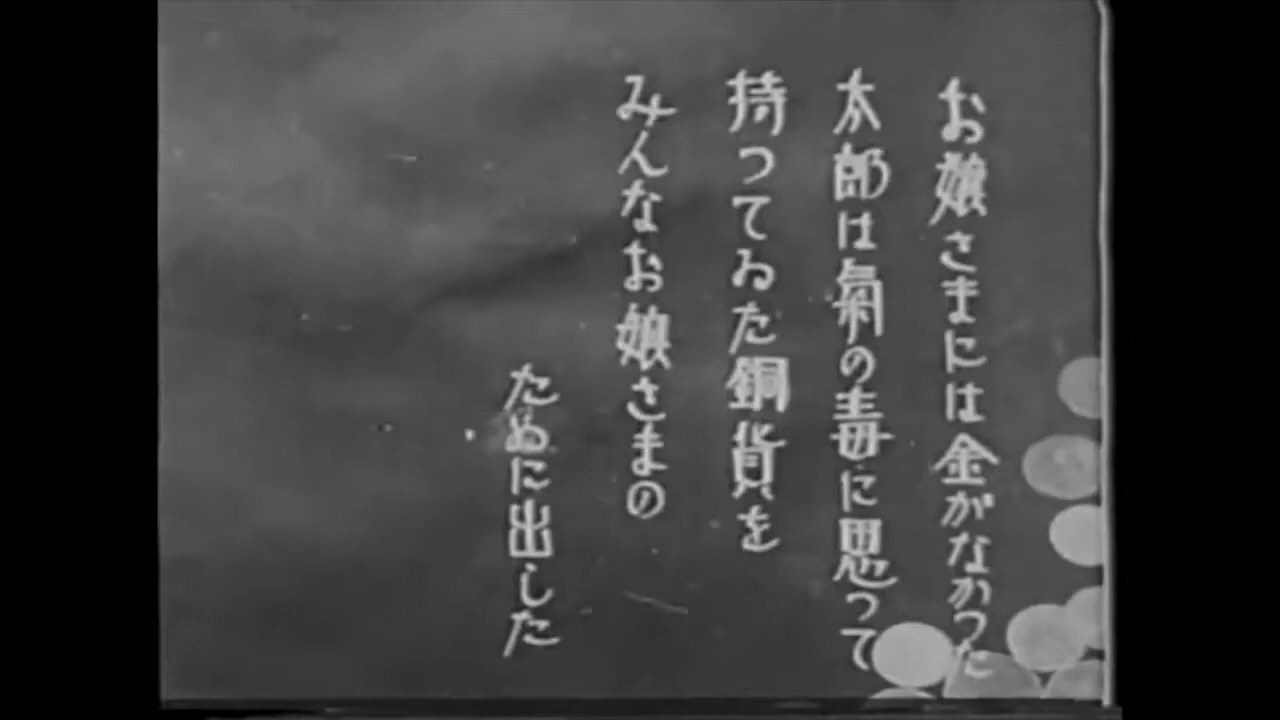 お孃さまには金がなかつた
太郎は氣の毒に思つて
持つてゐた銅貨を
みんなお孃さまの
ために出した